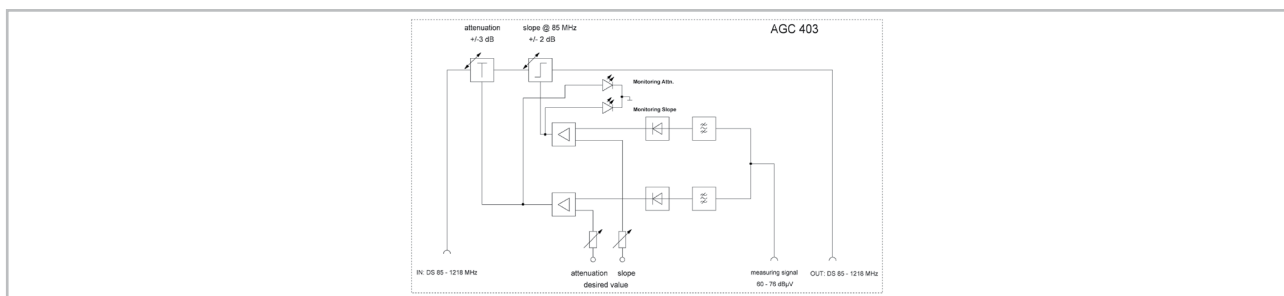 attenuation
+/-3 dB
slope @ 85 MHz
+/- 2 dB
AGC 403
Monitoring Attn.
Monitoring Slope
IN: DS 85 - 1218 MHz
attenuation slope
desired value
measuring signal
60 - 76 dBµV
OUT: DS 85 - 1218 MHz